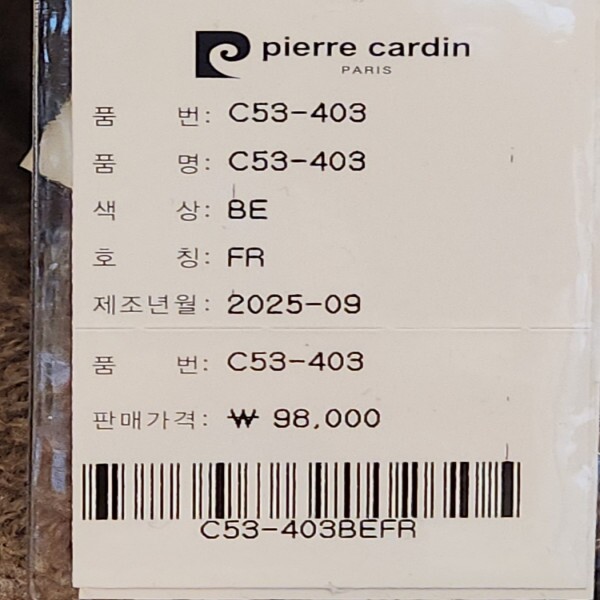 pierre cardin
PARIS
품 번: C53-403
품 명: C53-403
색 상: BE
호 칭: FR
제조년월: 2025-09
품 번: C53-403
판매가격: ₩ 98,000
C53-403BEFR